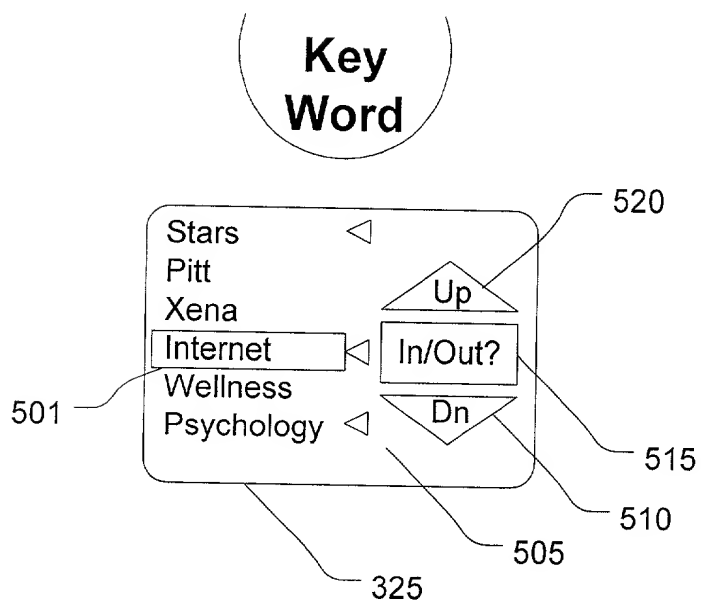 Key
Word
520
Stars
Pitt
Up
Xena
Internet
In/Out?
Wellness
501
Dn
Psychology
515
510
505
325